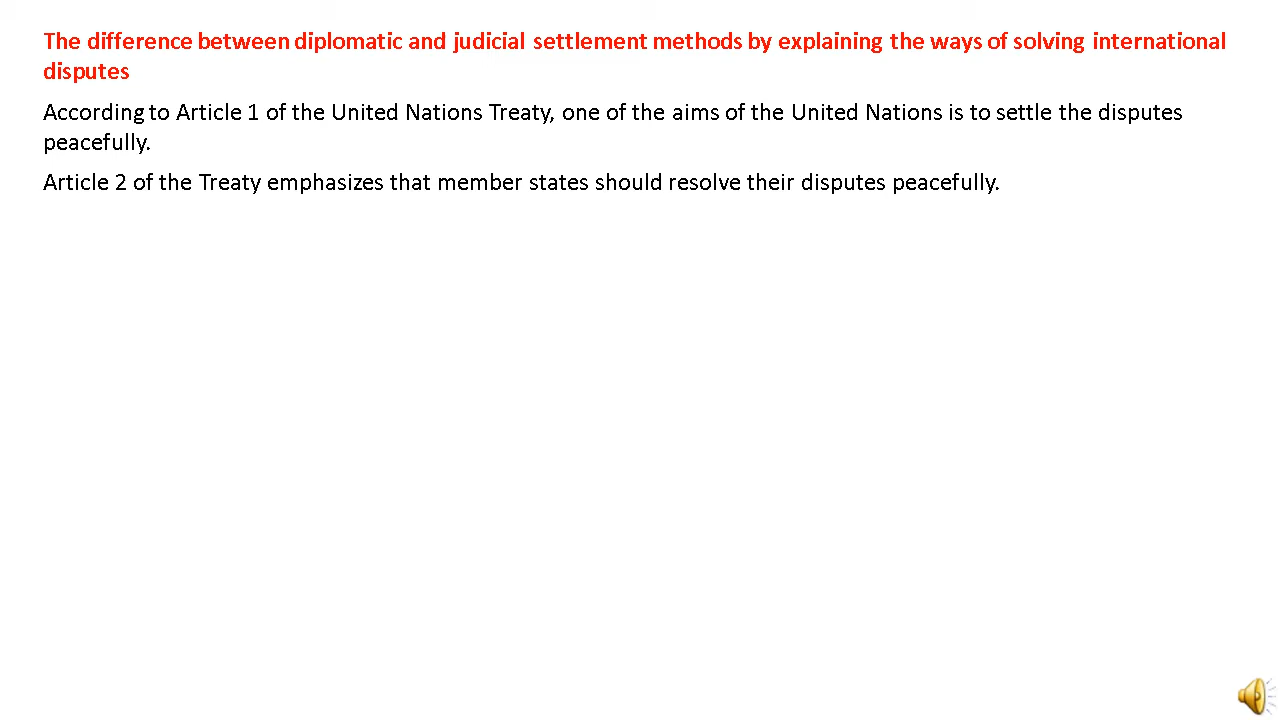 The difference between diplomatic and judicial settlement methods by explaining the ways of solving international
disputes
According to Article 1 of the United Nations Treaty, one of the aims of the United Nations is to settle the disputes
peacefully.
Article 2 of the Treaty emphasizes that member states should resolve their disputes peacefully.